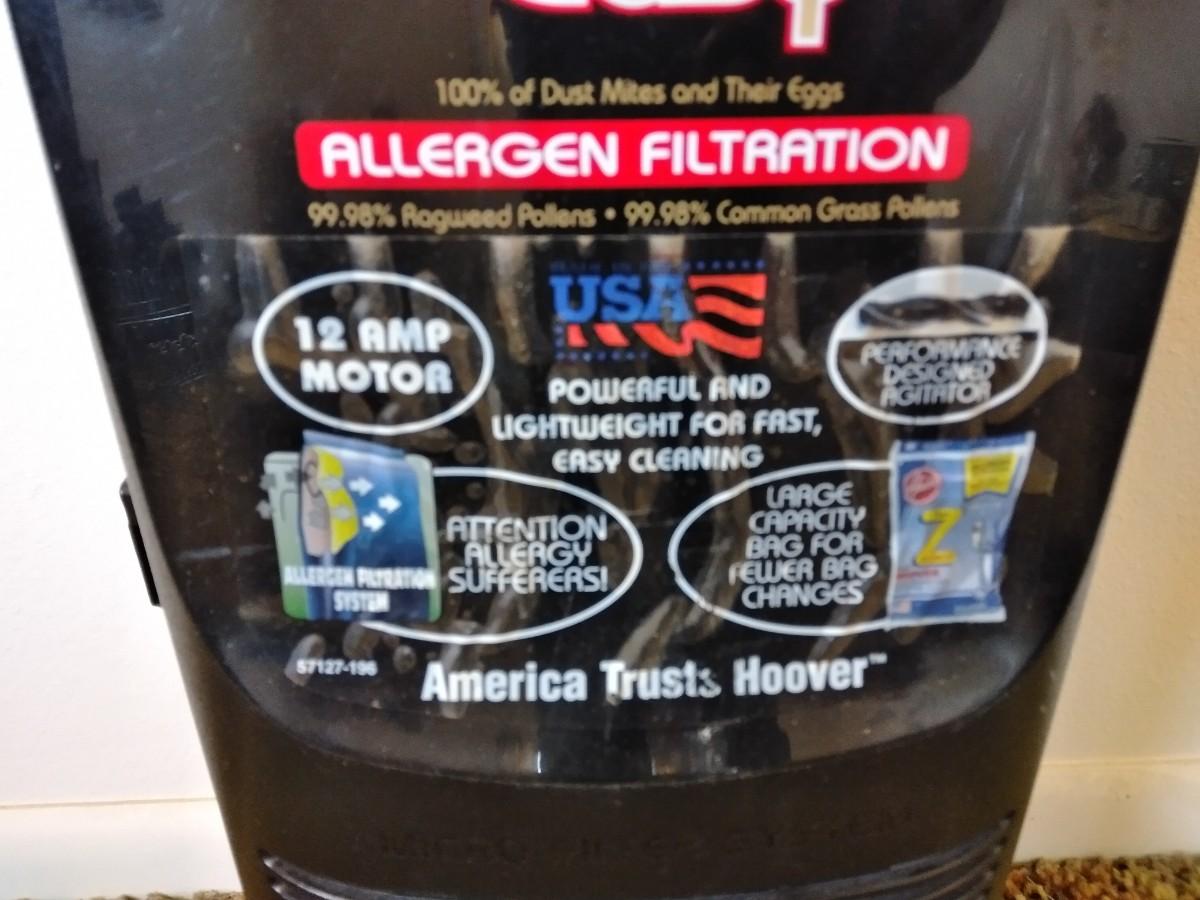 100% of Dust Mites and Their Eggs
ALLERGEN FILTRATION
99.98% Ragweed Pollens • 99.98% Common Grass Pollens
USA
12 AMP
MOTOR
PERFORMANCE
DESIGNED
AGITATOR
POWERFUL AND
LIGHTWEIGHT FOR FAST,
EASY CLEANING
ALLERGEN FILTRATION
SYSTEM
ATTENTION
ALLERGY
SUFFERERS!
LARGE
CAPACITY
BAG FOR
FEWER BAG
CHANGES
Z
57127-196
America Trusts Hoover™